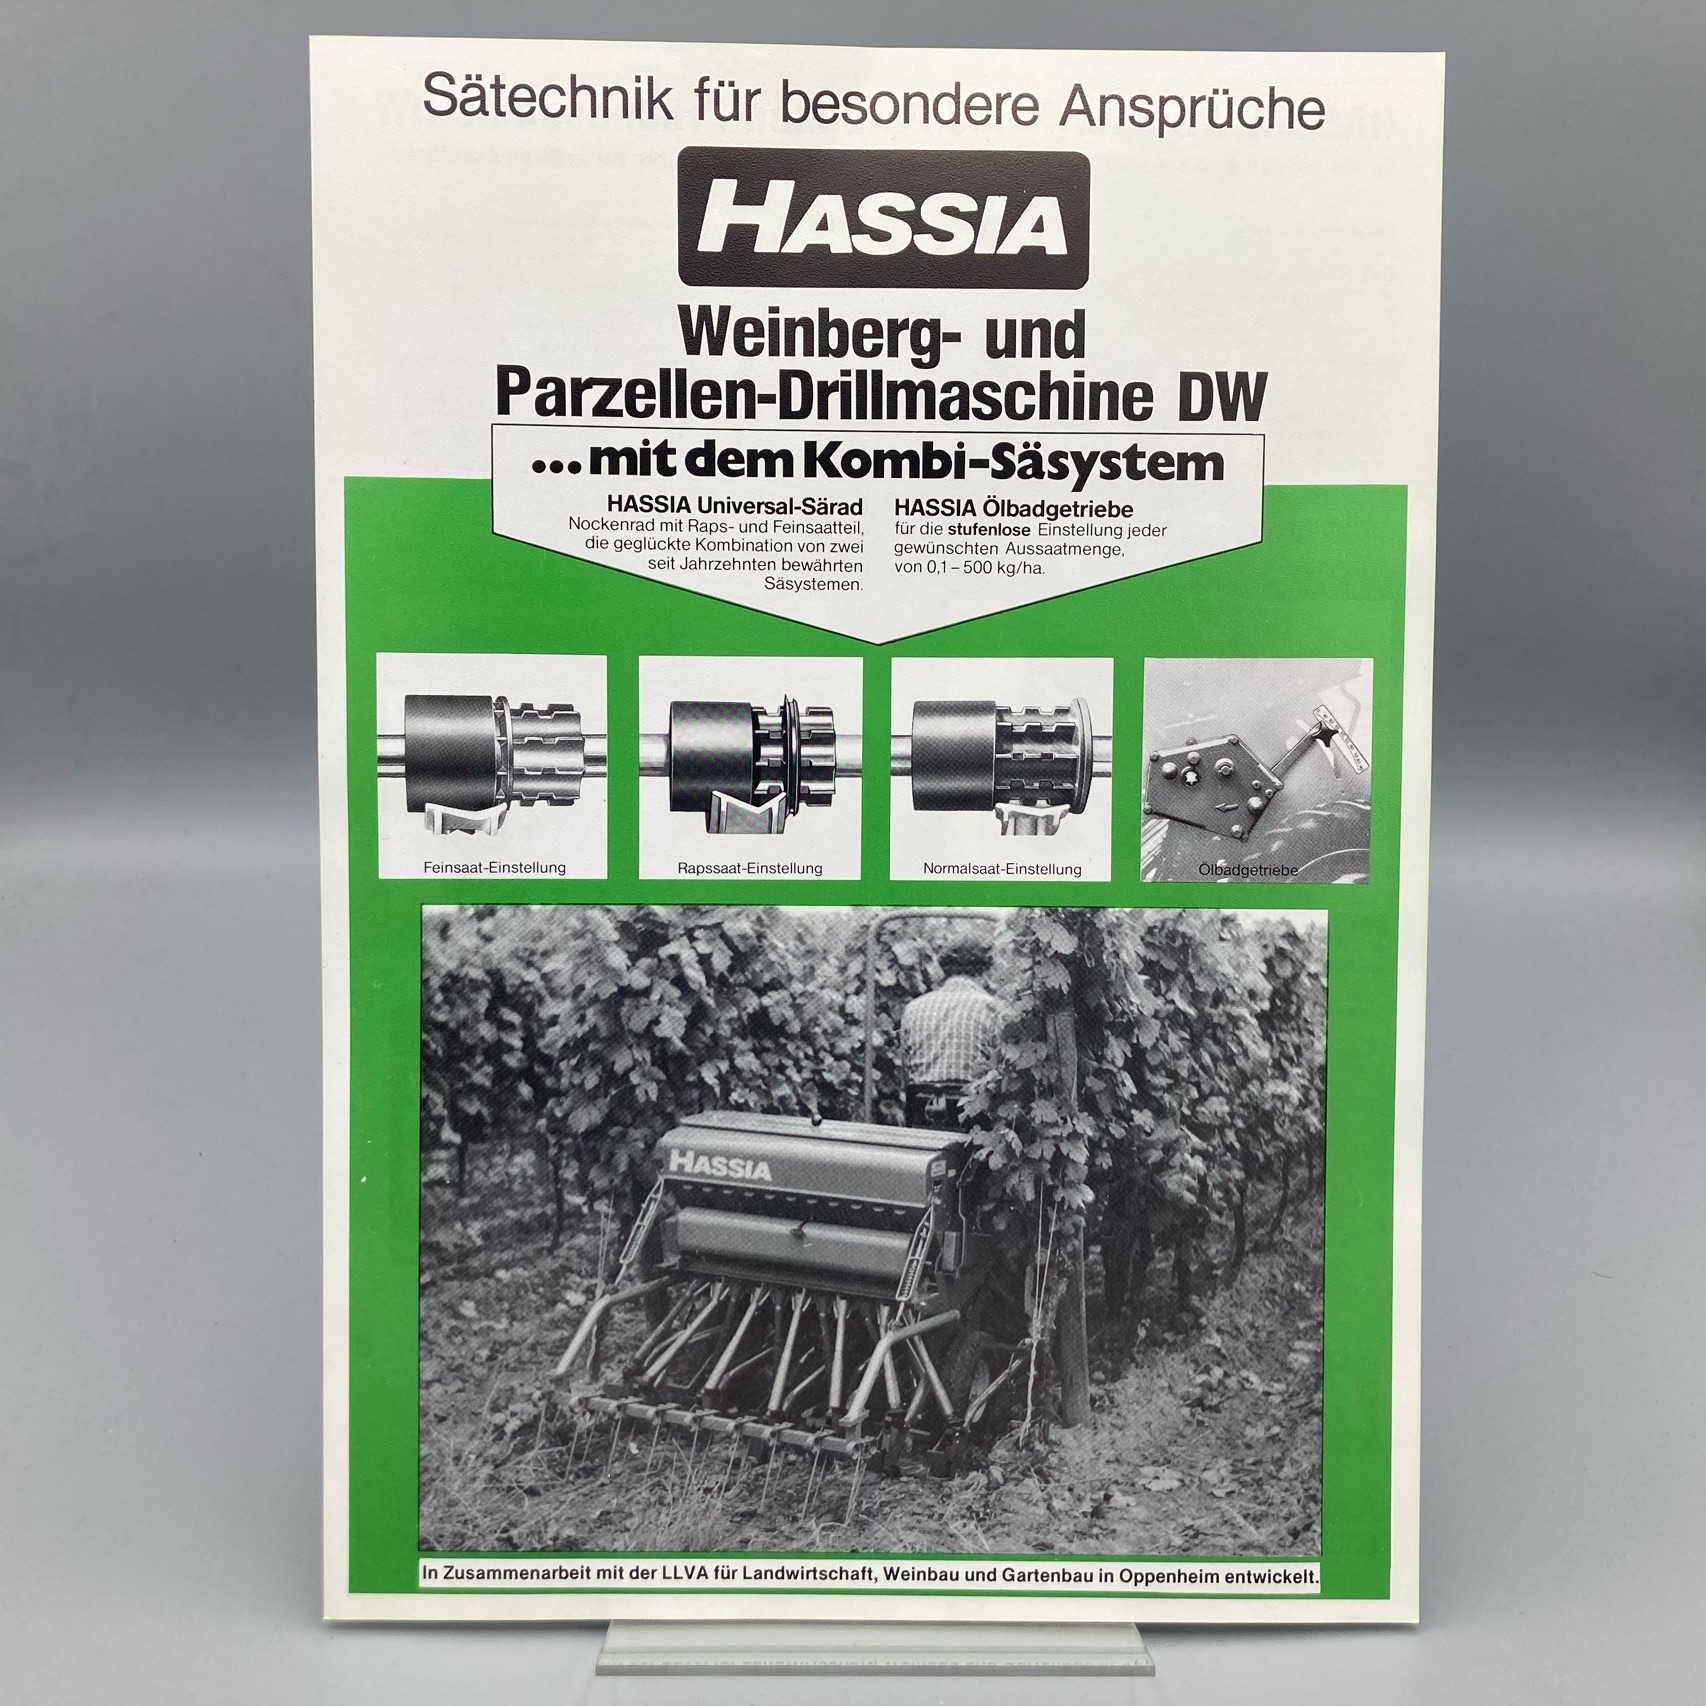 Sätechnik für besondere Ansprüche
HASSIA
Weinberg- und
Parzellen-Drillmaschine DW
...mit dem Kombi-Säsystem
HASSIA Universal-Särad
Nockenrad mit Raps- und Feinsaatteil,
die geglückte Kombination von zwei
seit Jahrzehnten bewährten
Säsystemen.
HASSIA Ölbadgetriebe
für die stufenlose Einstellung jeder
gewünschten Aussaatmenge,
von 0,1–500 kg/ha.
Feinsaat-Einstellung
Rapssaat-Einstellung
Normalsaat-Einstellung
Ölbadgetriebe
HASSIA
In Zusammenarbeit mit der LLVA für Landwirtschaft, Weinbau und Gartenbau in Oppenheim entwickelt.